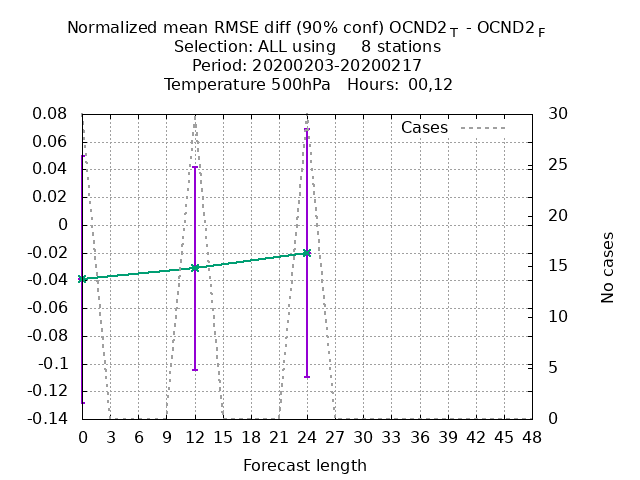 Normalized mean RMSE diff (90% conf) OCND2 T - OCND2 F
Selection: ALL using 8 stations
Period: 20200203-20200217
Temperature 500hPa Hours: 00,12
Cases
0.08
0.06
0.04
0.02
0
-0.02
-0.04
-0.06
-0.08
-0.1
-0.12
-0.14
30
25
20
15
10
5
0
No cases
0 3 6 9 12 15 18 21 24 27 30 33 36 39 42 45 48
Forecast length